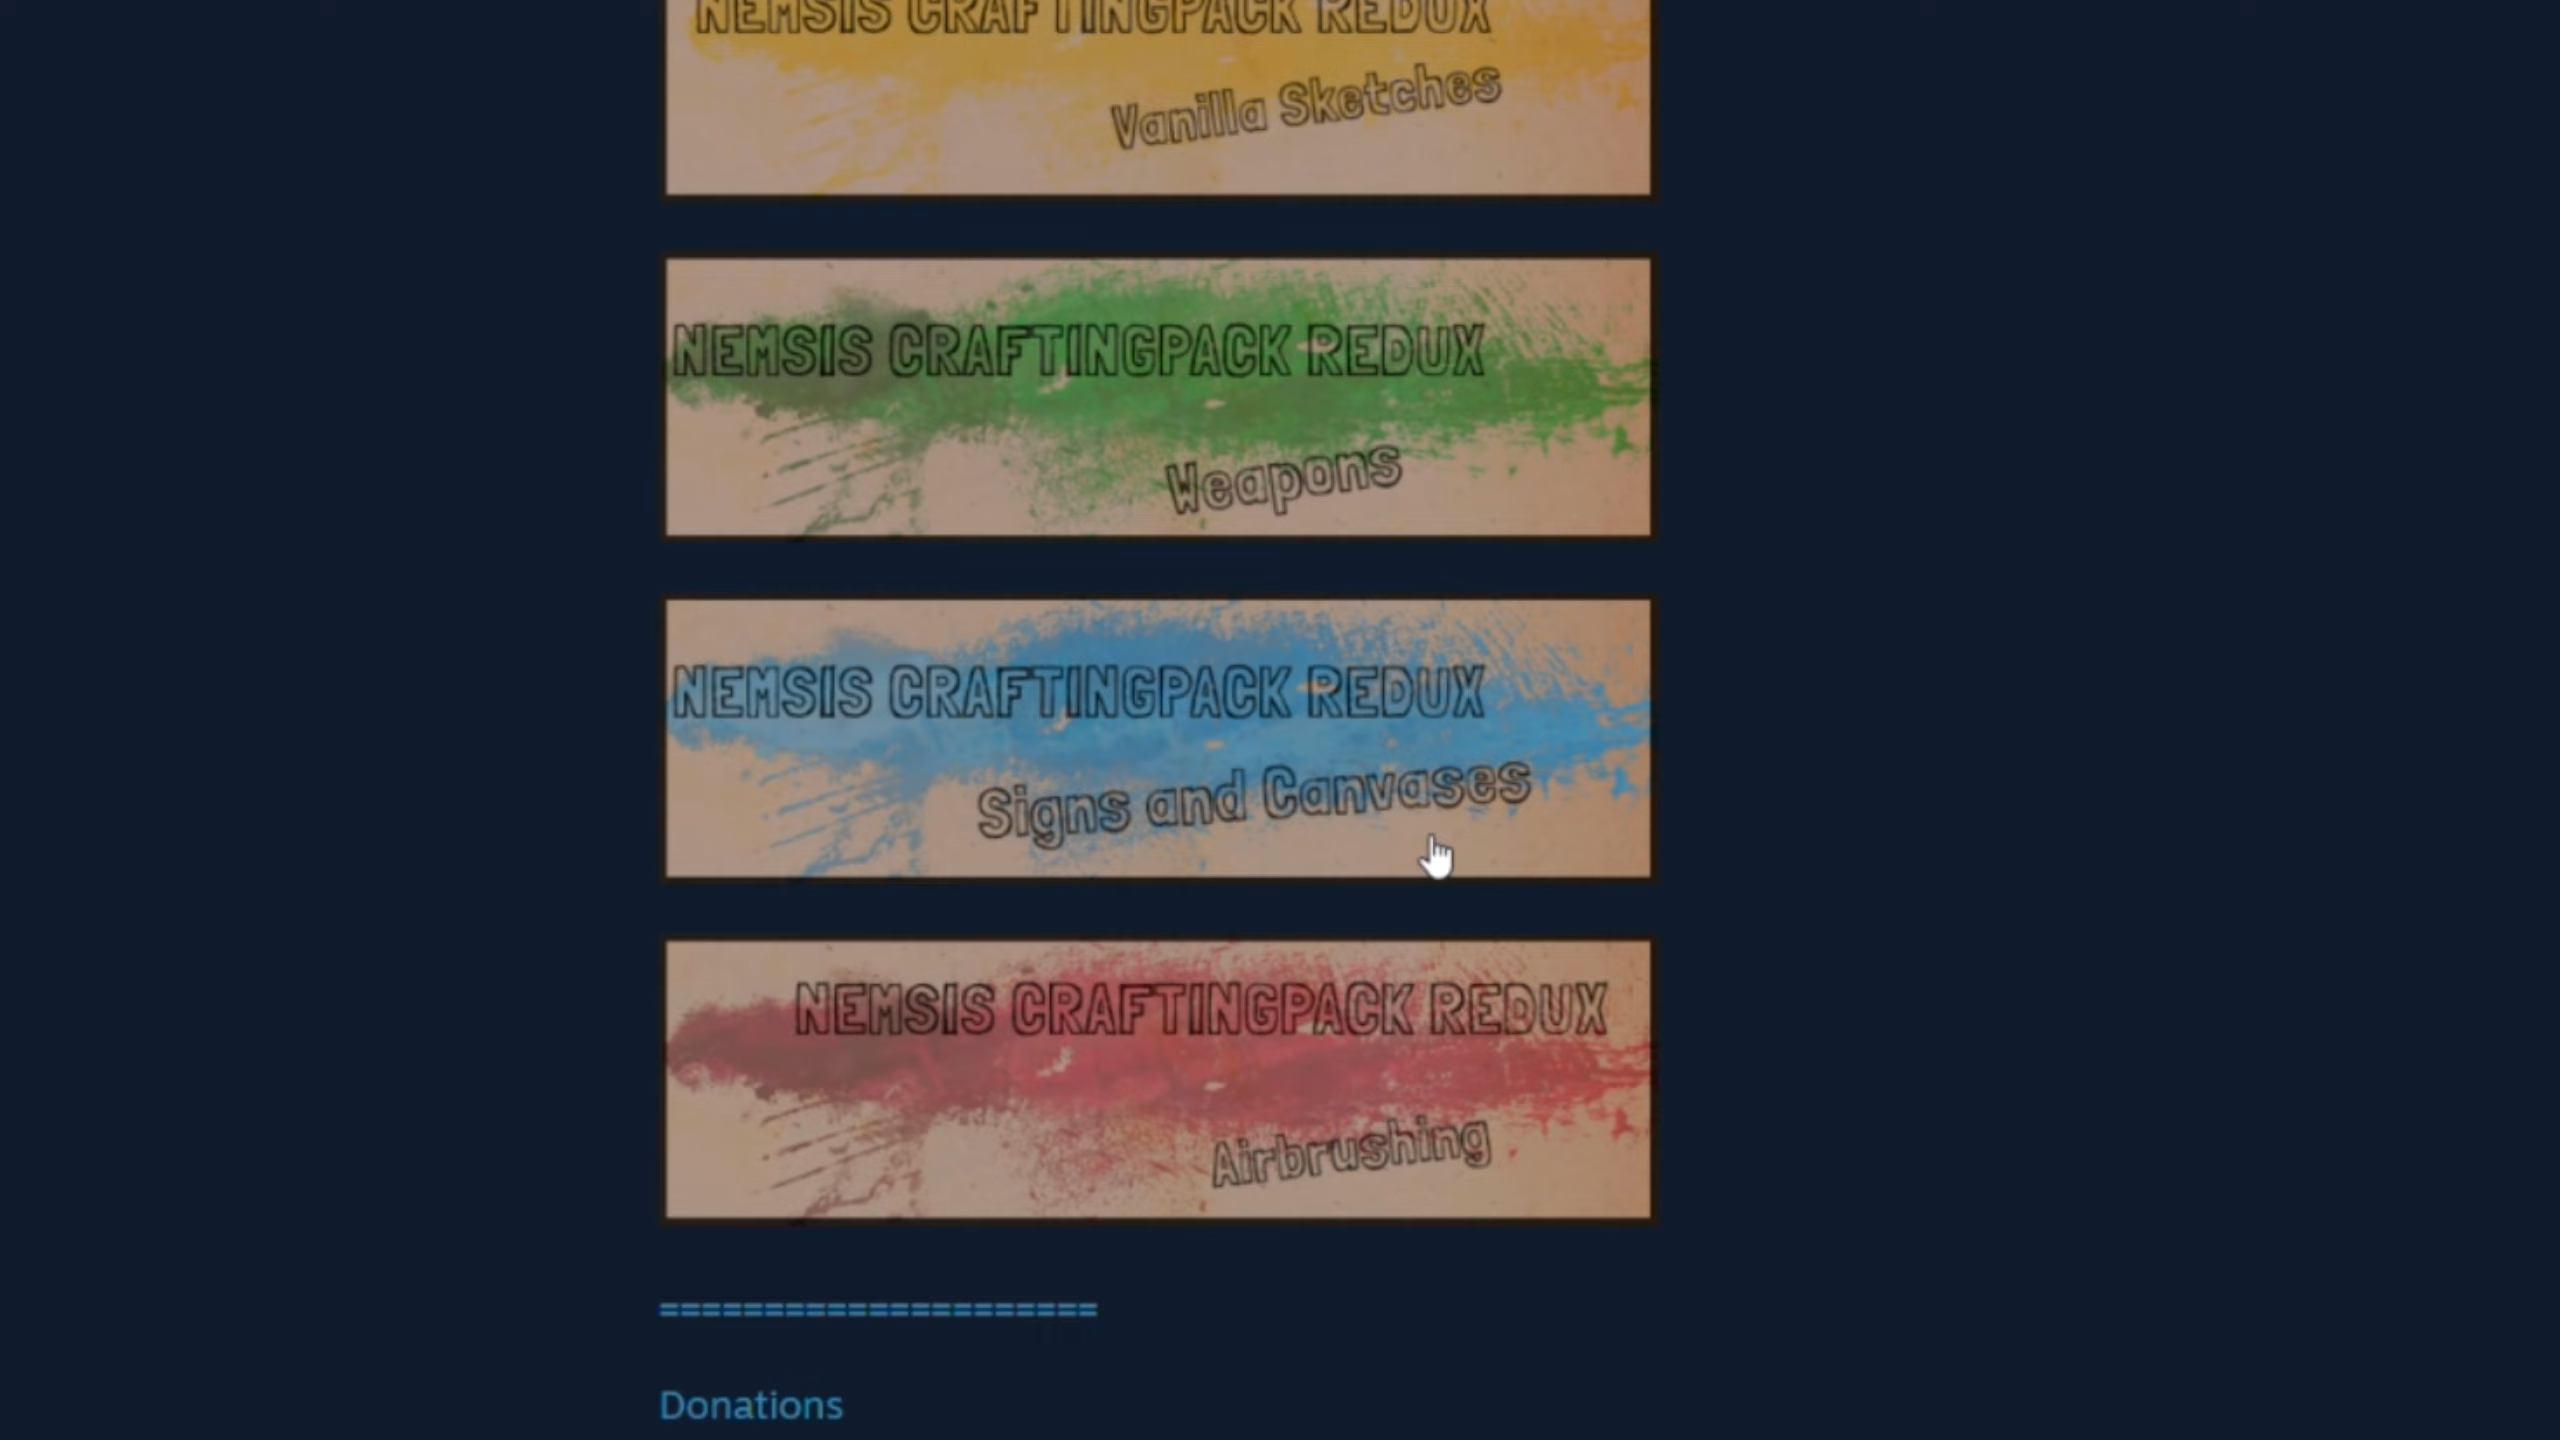 NEMSIS CRAFTINGPACK REDUX
Vanilla Sketches
NEMSIS CRAFTINGPACK REDUX
Weapons
NEMSIS CRAFTINGPACK REDUX
Signs and Canvases
NEMSIS CRAFTINGPACK REDUX
Airbrushing
=====================
Donations